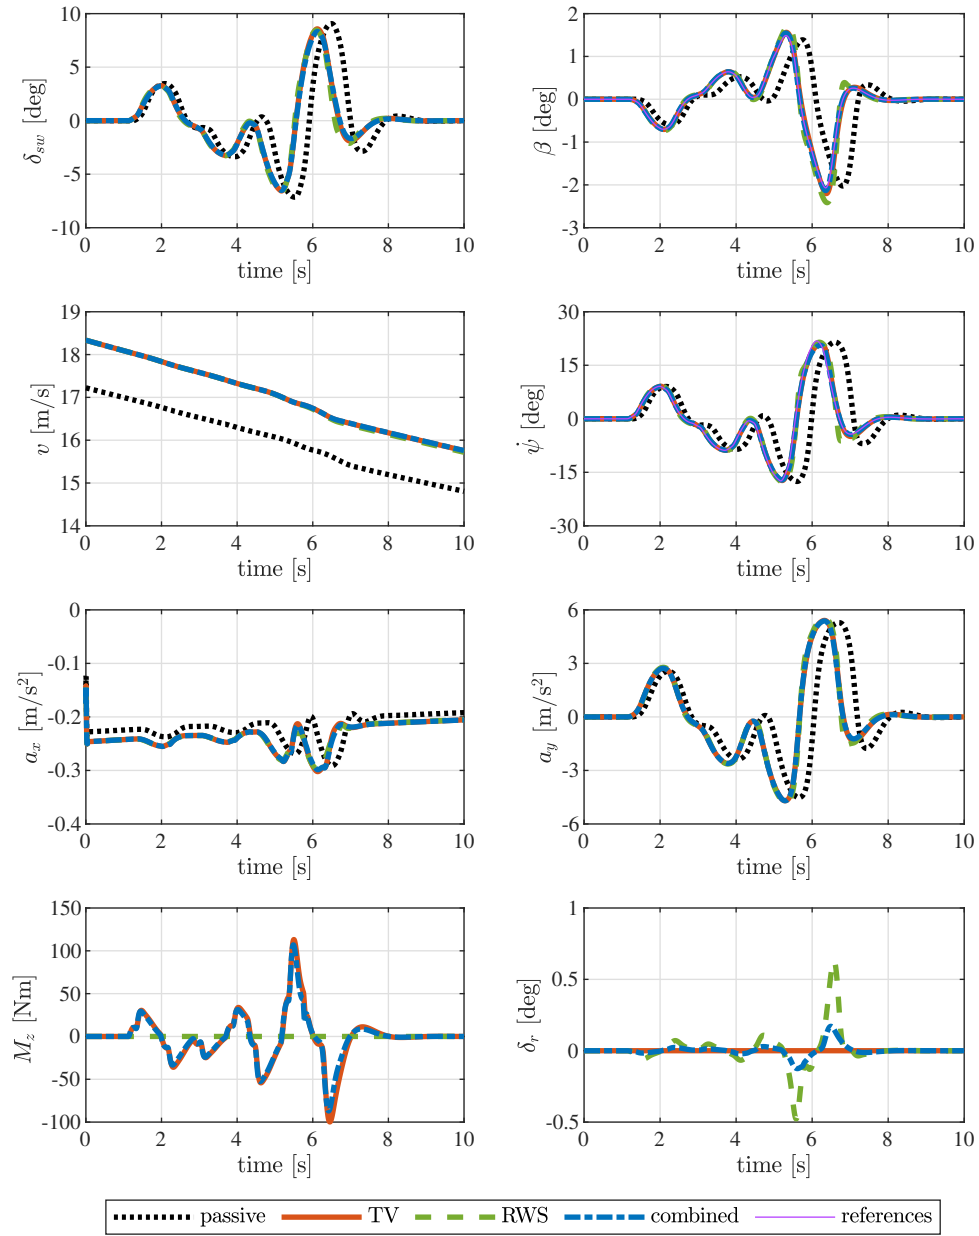 10
5
0
-5
-10
δsw [deg]
0 2 4 6 8 10
time [s]
2
1
0
-1
-2
-3
β [deg]
0 2 4 6 8 10
time [s]
19
18
17
16
15
14
v [m/s]
0 2 4 6 8 10
time [s]
30
15
0
-15
-30
ψ̇ [deg]
0 2 4 6 8 10
time [s]
0
-0.1
-0.2
-0.3
-0.4
ax [m/s²]
0 2 4 6 8 10
time [s]
6
3
0
-3
-6
ay [m/s²]
0 2 4 6 8 10
time [s]
150
100
50
0
-50
-100
Mz [Nm]
0 2 4 6 8 10
time [s]
1
0.5
0
-0.5
δr [deg]
0 2 4 6 8 10
time [s]
passive TV RWS combined references